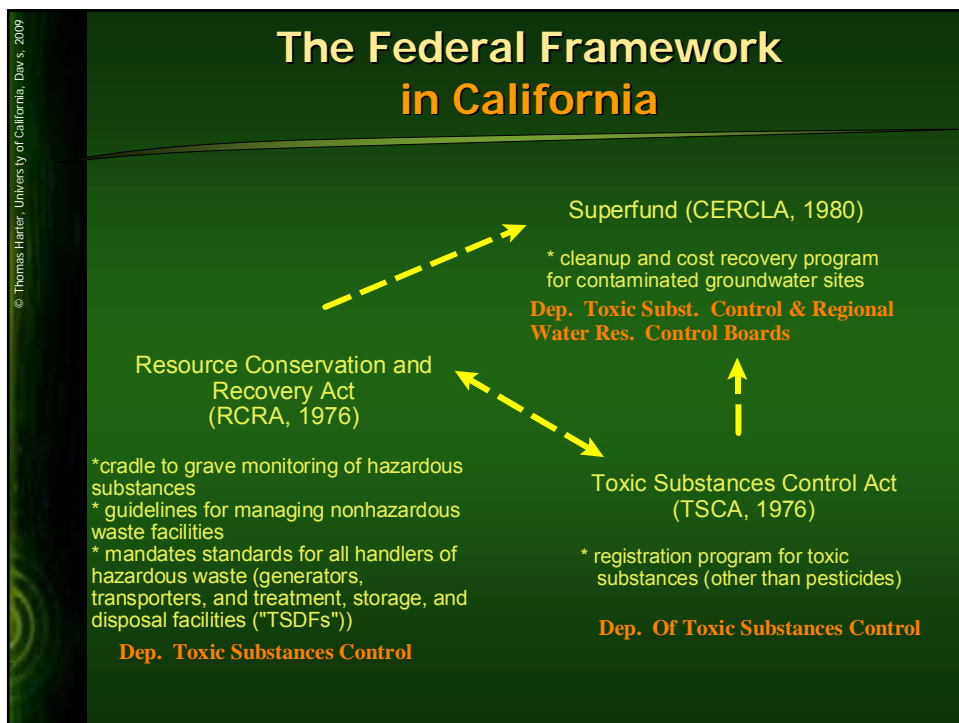 © Thomas Harter, University of California, Davis, 2009
The Federal Framework
in California
Superfund (CERCLA, 1980)
* cleanup and cost recovery program
for contaminated groundwater sites
Dep. Toxic Subst. Control & Regional
Water Res. Control Boards
Resource Conservation and
Recovery Act
(RCRA, 1976)
*cradle to grave monitoring of hazardous
substances
* guidelines for managing nonhazardous
waste facilities
* mandates standards for all handlers of
hazardous waste (generators,
transporters, and treatment, storage, and
disposal facilities ("TSDFs"))
Dep. Toxic Substances Control
Toxic Substances Control Act
(TSCA, 1976)
* registration program for toxic
substances (other than pesticides)
Dep. Of Toxic Substances Control